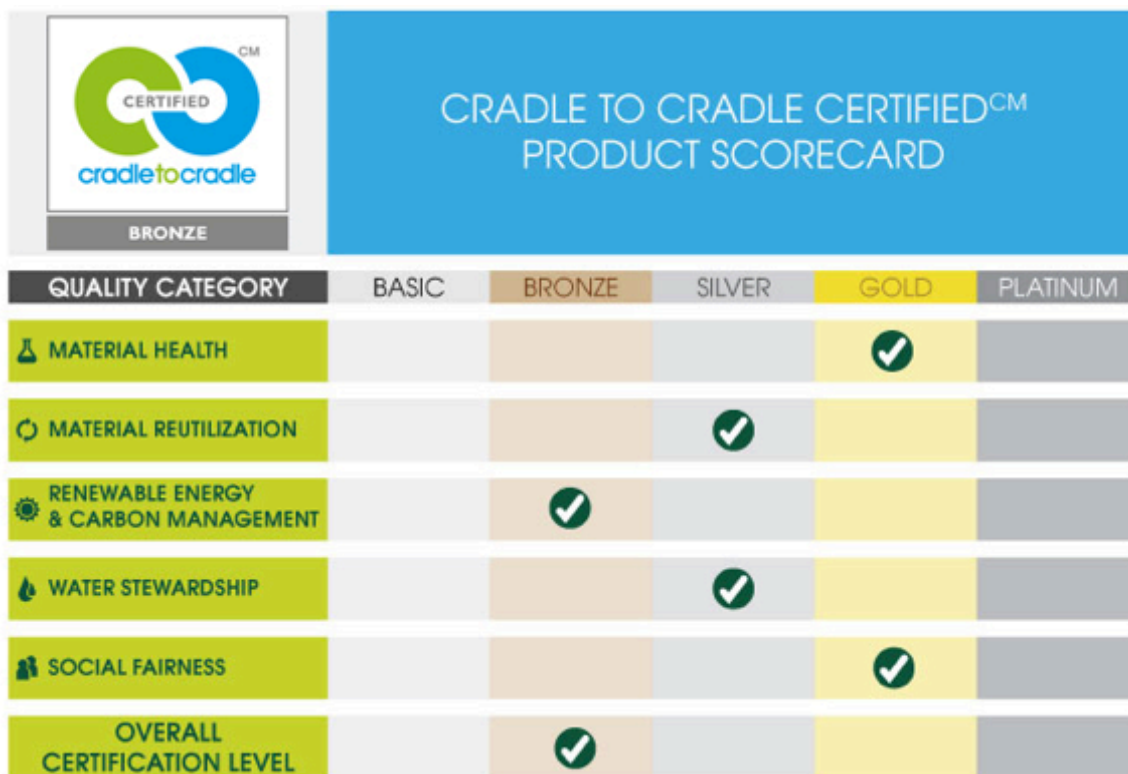 CM
CERTIFIED
cradletocradle
BRONZE
CRADLE TO CRADLE CERTIFIEDCM
PRODUCT SCORECARD
QUALITY CATEGORY BASIC BRONZE SILVER GOLD PLATINUM
MATERIAL HEALTH
MATERIAL REUTILIZATION
RENEWABLE ENERGY
& CARBON MANAGEMENT
WATER STEWARDSHIP
SOCIAL FAIRNESS
OVERALL
CERTIFICATION LEVEL